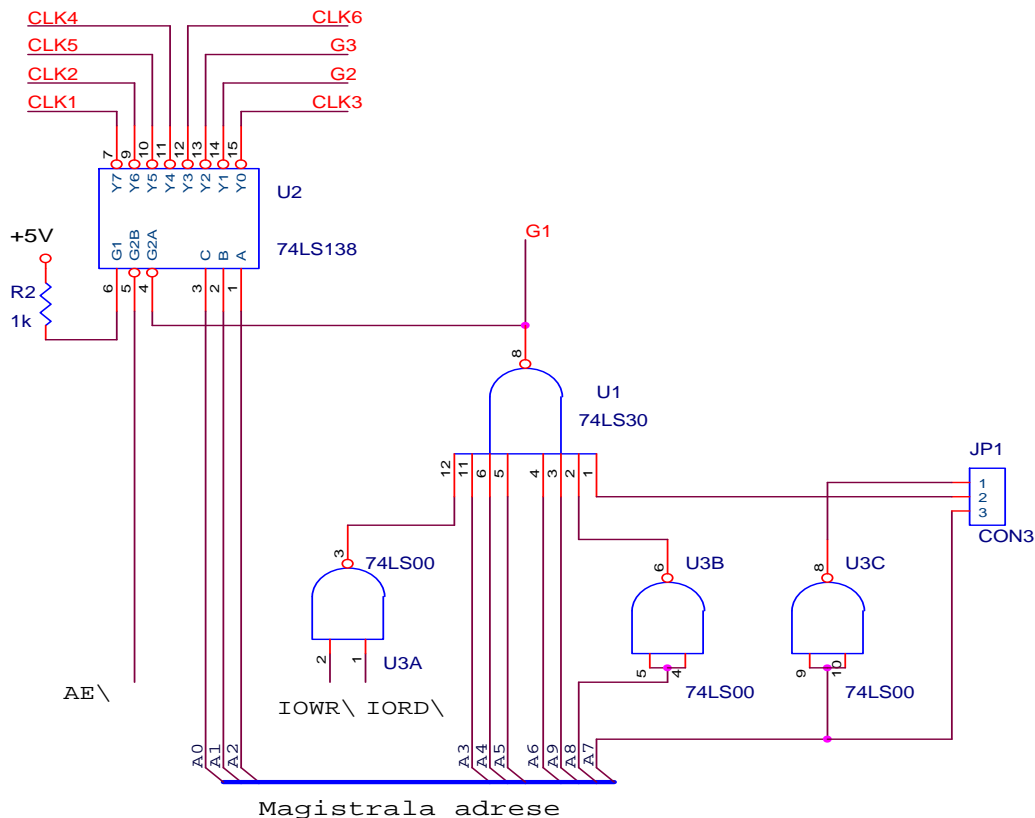 CLK4 CLK6
CLK5 G3
CLK2 G2
CLK1 CLK3
7 9 10 11 12 13 14 15
Y7 Y6 Y5 Y4 Y3 Y2 Y1 Y0
U2
G1 G2B G2A C B A
74LS138
6 5 4 3 2 1
+5V
R2
1k
G1
8
U1
74LS30
12 11 6 5 4 3 2 1
JP1
1
2
3
CON3
3
74LS00
6
U3B
8
U3C
2 1
U3A
5 4
74LS00
9 10
74LS00
AE\
IOWR\ IORD\
A0 A1 A2 A3 A4 A5 A6 A9 A8 A7
Magistrala adrese